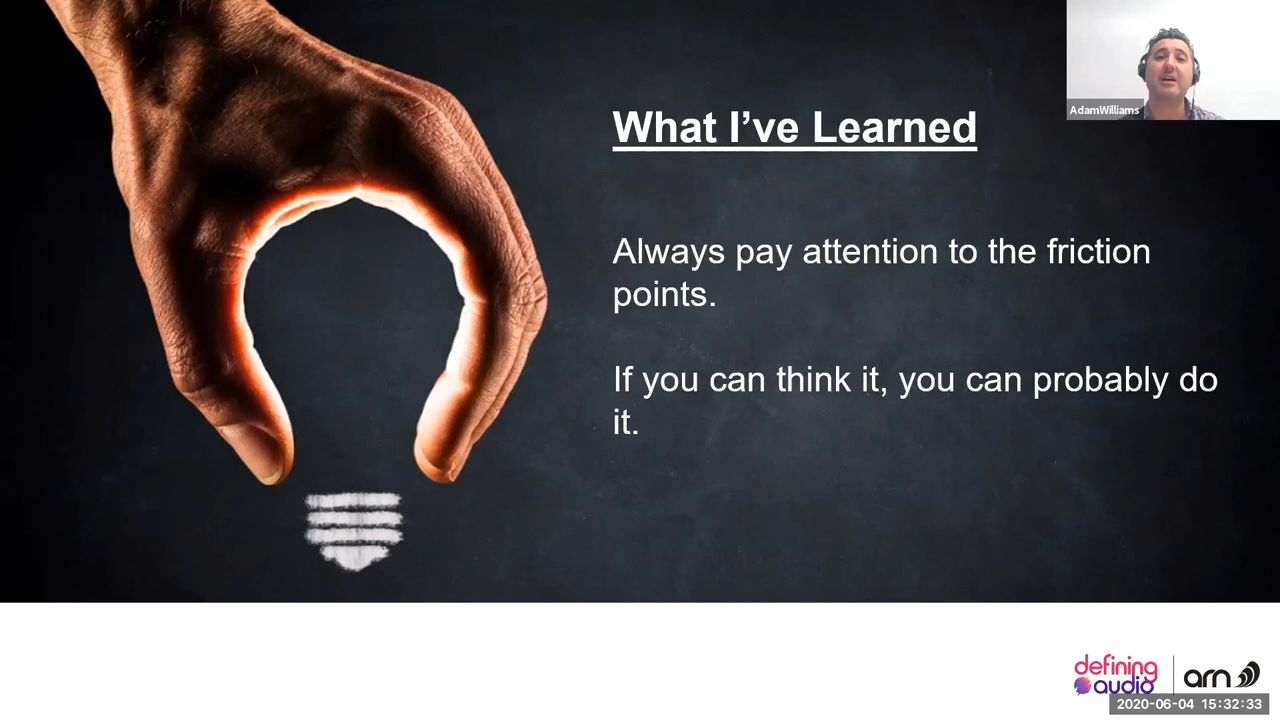 AdamWilliams
What I’ve Learned
Always pay attention to the friction
points.
If you can think it, you can probably do
it.
defining
audio
arn
2020-06-04 15:32:33